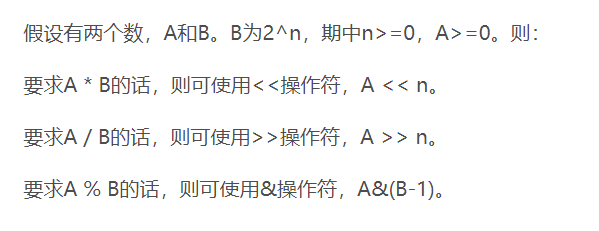 假设有两个数，A和B。B为2^n，期中n>=0，A>=0。则：
要求A * B的话，则可使用<<操作符，A << n。
要求A / B的话，则可使用>>操作符，A >> n。
要求A % B的话，则可使用&操作符，A&(B-1)。